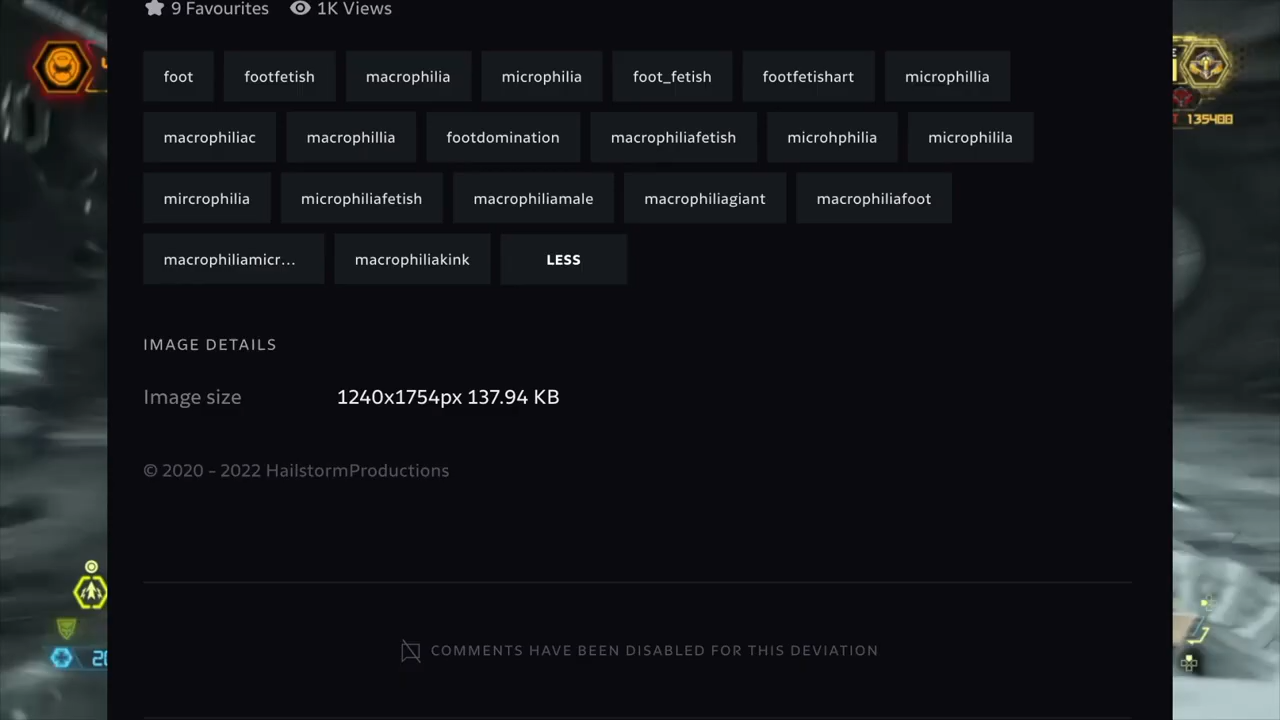 9 Favourites 1K Views
foot footfetish macrophilia microphilia foot_fetish footfetishart microphillia
macrophiliac macrophillia footdomination macrophiliafetish microhphilia microphilila
mircrophilia microphiliafetish macrophiliamale macrophiliagiant macrophiliafoot
macrophiliamicr... macrophiliakink LESS
135400
IMAGE DETAILS
Image size 1240x1754px 137.94 KB
© 2020 - 2022 HailstormProductions
COMMENTS HAVE BEEN DISABLED FOR THIS DEVIATION